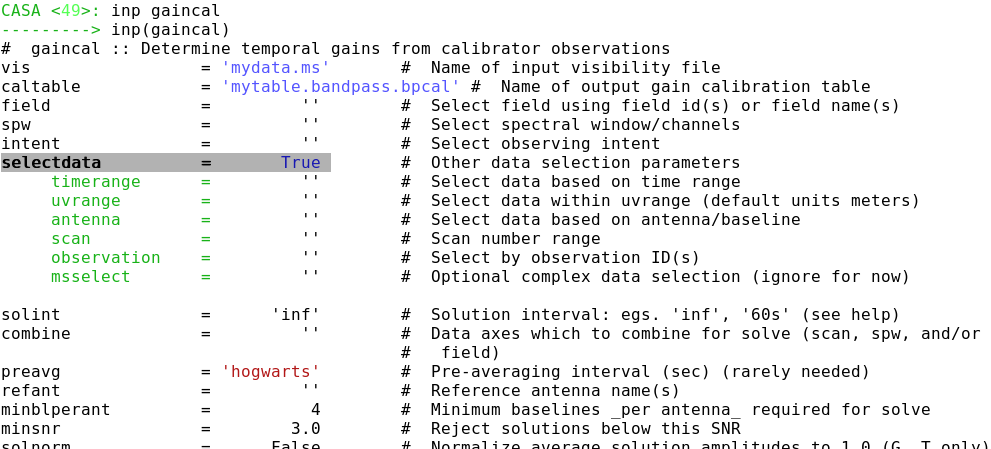 CASA <49>: inp gaincal
---------> inp(gaincal)
#  gaincal :: Determine temporal gains from calibrator observations
vis                 = 'mydata.ms'       #  Name of input visibility file
caltable            = 'mytable.bandpass.bpcal' #  Name of output gain calibration table
field               =         ''        #  Select field using field id(s) or field name(s)
spw                 =         ''        #  Select spectral window/channels
intent              =         ''        #  Select observing intent
selectdata          =       True        #  Other data selection parameters
     timerange      =         ''        #  Select data based on time range
     uvrange        =         ''        #  Select data within uvrange (default units meters)
     antenna        =         ''        #  Select data based on antenna/baseline
     scan           =         ''        #  Scan number range
     observation    =         ''        #  Select by observation ID(s)
     msselect       =         ''        #  Optional complex data selection (ignore for now)
solint              =      'inf'        #  Solution interval: egs. 'inf', '60s' (see help)
combine             =         ''        #  Data axes which to combine for solve (scan, spw, and/or
                                        #   field)
preavg              = 'hogwarts'        #  Pre-averaging interval (sec) (rarely needed)
refant              =         ''        #  Reference antenna name(s)
minblperant         =          4        #  Minimum baselines _per antenna_ required for solve
minsnr              =        3.0        #  Reject solutions below this SNR
solnorm             =      False        #  Normalize average solution amplitudes to 1.0 (G, T only)